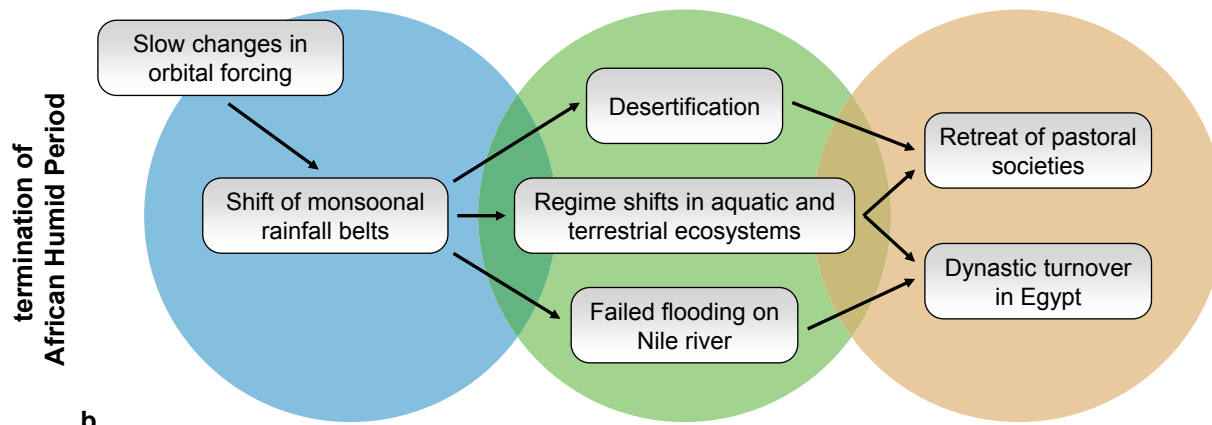 termination of
African Humid Period
Slow changes in
orbital forcing
Shift of monsoonal
rainfall belts
Desertification
Regime shifts in aquatic and
terrestrial ecosystems
Failed flooding on
Nile river
Retreat of pastoral
societies
Dynastic turnover
in Egypt
b